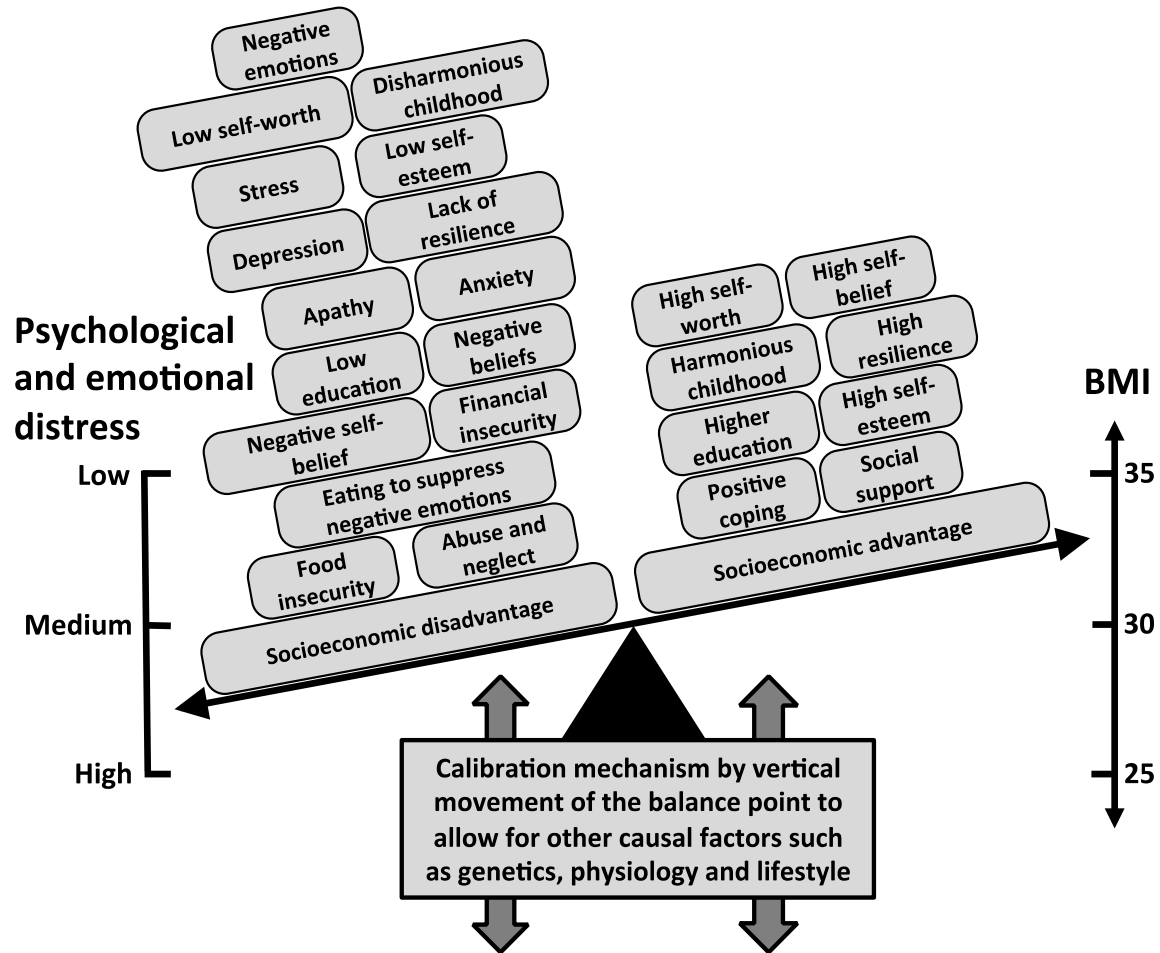 Negative
emotions
Disharmonious
childhood
Low self-worth
Low self-
esteem
Stress
Lack of
resilience
Depression
Anxiety
Apathy
Negative
beliefs
Low
education
Financial
insecurity
Negative self-
belief
Eating to suppress
negative emotions
Abuse and
neglect
Food
insecurity
Socioeconomic disadvantage
High self-
belief
High self-
worth
High
resilience
Harmonious
childhood
High self-
esteem
Higher
education
Social
support
Positive
coping
Socioeconomic advantage
Psychological
and emotional
distress
Low
Medium
High
BMI
35
30
25
Calibration mechanism by vertical
movement of the balance point to
allow for other causal factors such
as genetics, physiology and lifestyle